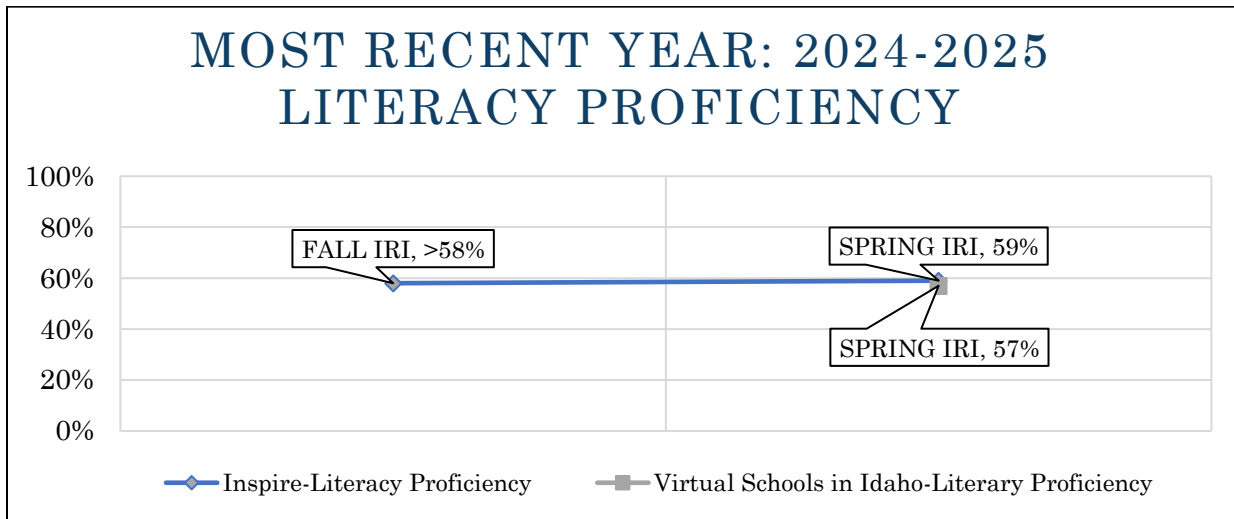 MOST RECENT YEAR: 2024-2025
LITERACY PROFICIENCY
100%
80%
60%
40%
20%
0%
FALL IRI, >58%
SPRING IRI, 59%
SPRING IRI, 57%
Inspire-Literacy Proficiency
Virtual Schools in Idaho-Literary Proficiency